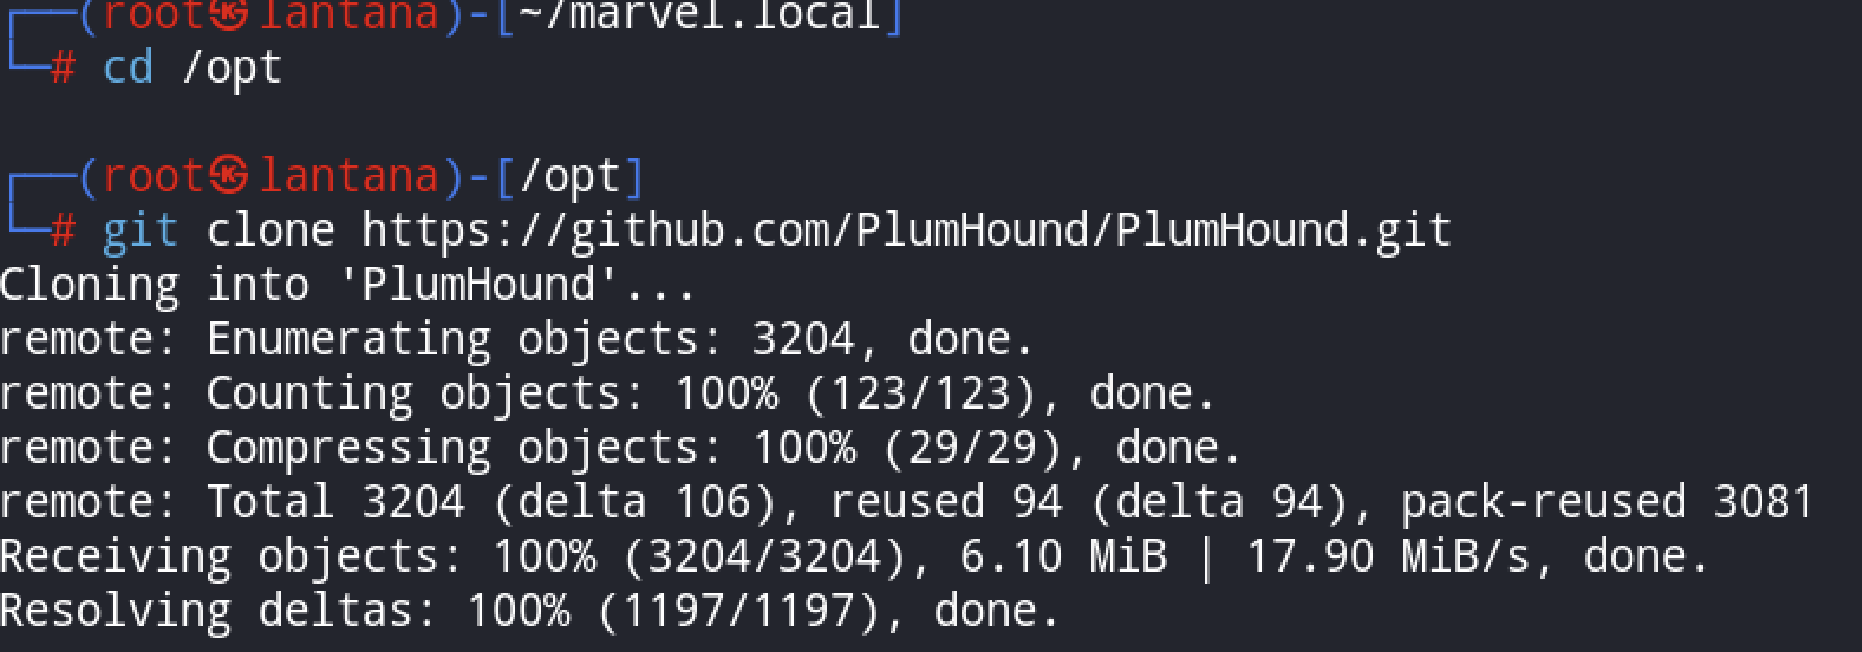 ┌──(root㉿lantana)-[~/marvel.local]
└─# cd /opt
┌──(root㉿lantana)-[/opt]
└─# git clone https://github.com/PlumHound/PlumHound.git
Cloning into 'PlumHound'...
remote: Enumerating objects: 3204, done.
remote: Counting objects: 100% (123/123), done.
remote: Compressing objects: 100% (29/29), done.
remote: Total 3204 (delta 106), reused 94 (delta 94), pack-reused 3081
Receiving objects: 100% (3204/3204), 6.10 MiB | 17.90 MiB/s, done.
Resolving deltas: 100% (1197/1197), done.